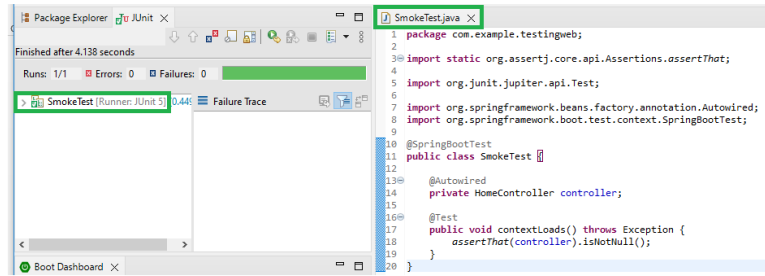 Package Explorer JUnit
Finished after 4.138 seconds
Runs: 1/1 Errors: 0 Failures: 0
SmokeTest [Runner: JUnit 5]
Failure Trace
Boot Dashboard
SmokeTest.java
1 package com.example.testingweb;
2
3 import static org.assertj.core.api.Assertions.assertThat;
4
5 import org.junit.jupiter.api.Test;
6
7 import org.springframework.beans.factory.annotation.Autowired;
8 import org.springframework.boot.test.context.SpringBootTest;
9
10 @SpringBootTest
11 public class SmokeTest {
12
13 @Autowired
14 private HomeController controller;
15
16 @Test
17 public void contextLoads() throws Exception {
18 assertThat(controller).isNotNull();
19 }
20 }